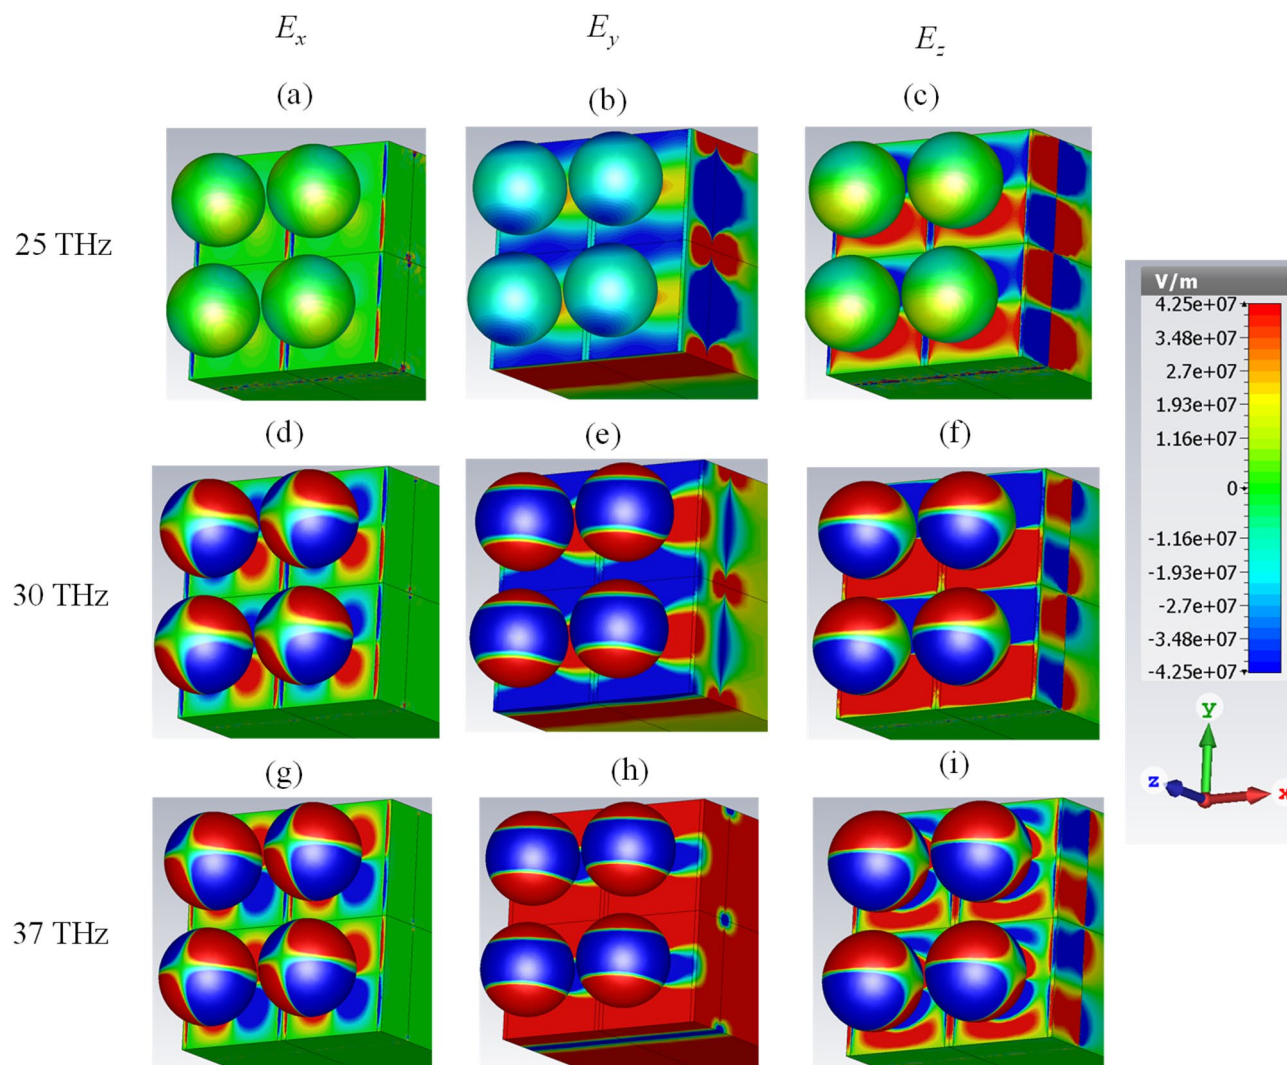 Eₓ
E_y
E_z
(a)
(b)
(c)
25 THz
V/m
4.25e+07
3.48e+07
2.7e+07
1.93e+07
1.16e+07
0
-1.16e+07
-1.93e+07
-2.7e+07
-3.48e+07
-4.25e+07
(d)
(e)
(f)
30 THz
y
z
x
(g)
(h)
(i)
37 THz